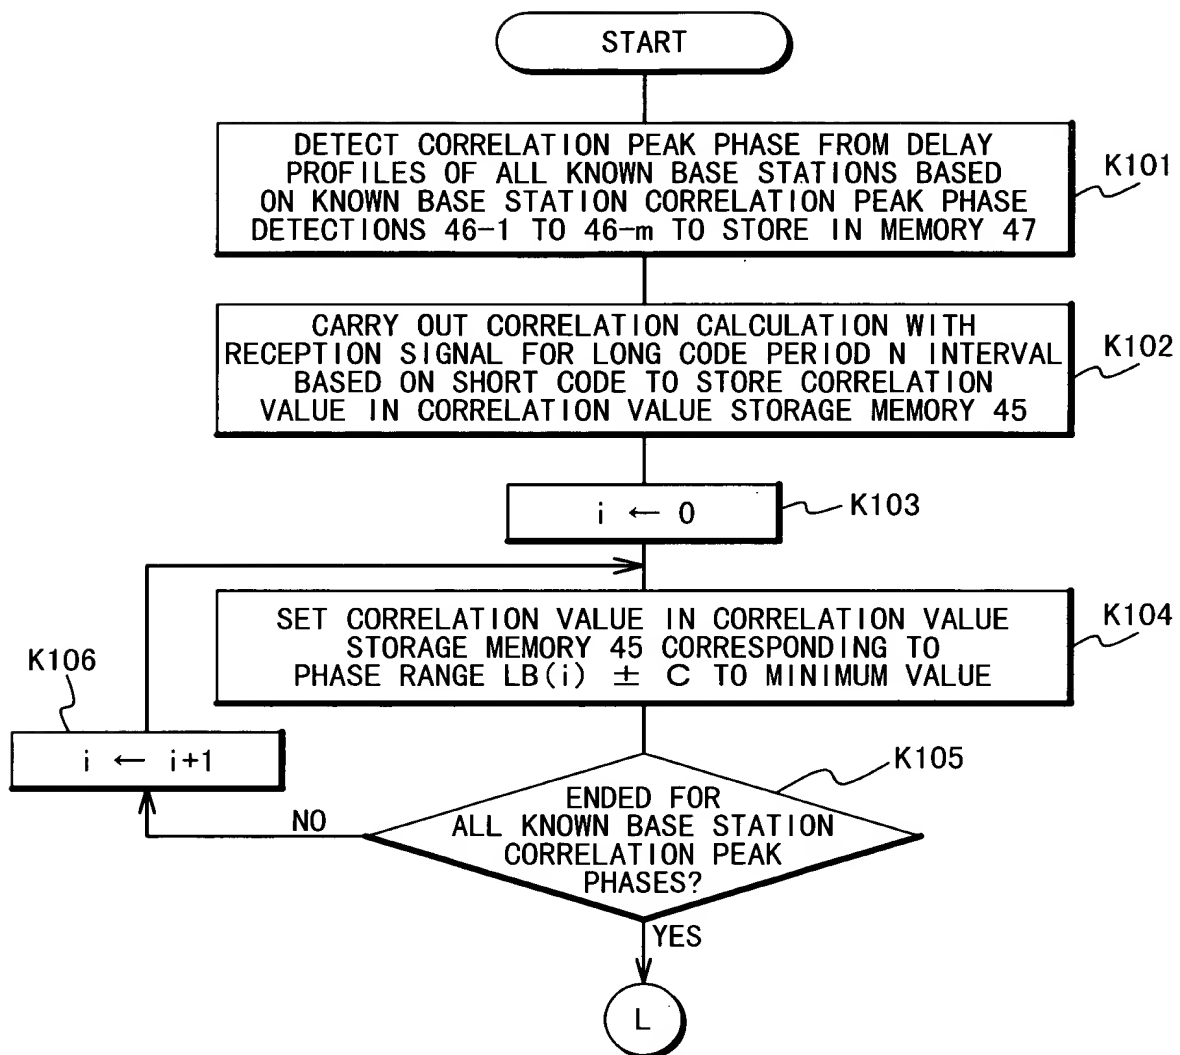 START
DETECT CORRELATION PEAK PHASE FROM DELAY
PROFILES OF ALL KNOWN BASE STATIONS BASED
ON KNOWN BASE STATION CORRELATION PEAK PHASE
DETECTIONS 46-1 TO 46-m TO STORE IN MEMORY 47
K101
CARRY OUT CORRELATION CALCULATION WITH
RECEPTION SIGNAL FOR LONG CODE PERIOD N INTERVAL
BASED ON SHORT CODE TO STORE CORRELATION
VALUE IN CORRELATION VALUE STORAGE MEMORY 45
K102
i ← 0
K103
SET CORRELATION VALUE IN CORRELATION VALUE
STORAGE MEMORY 45 CORRESPONDING TO
PHASE RANGE LB(i) ± C TO MINIMUM VALUE
K104
K106
i ← i+1
K105
ENDED FOR
ALL KNOWN BASE STATION
CORRELATION PEAK
PHASES?
NO
YES
L